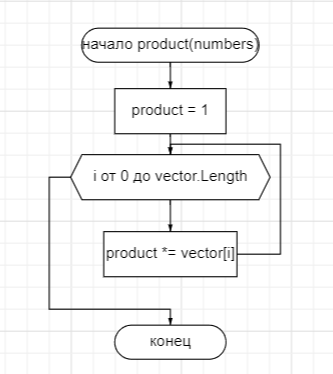 начало product(numbers)
product = 1
i от 0 до vector.Length
product *= vector[i]
конец